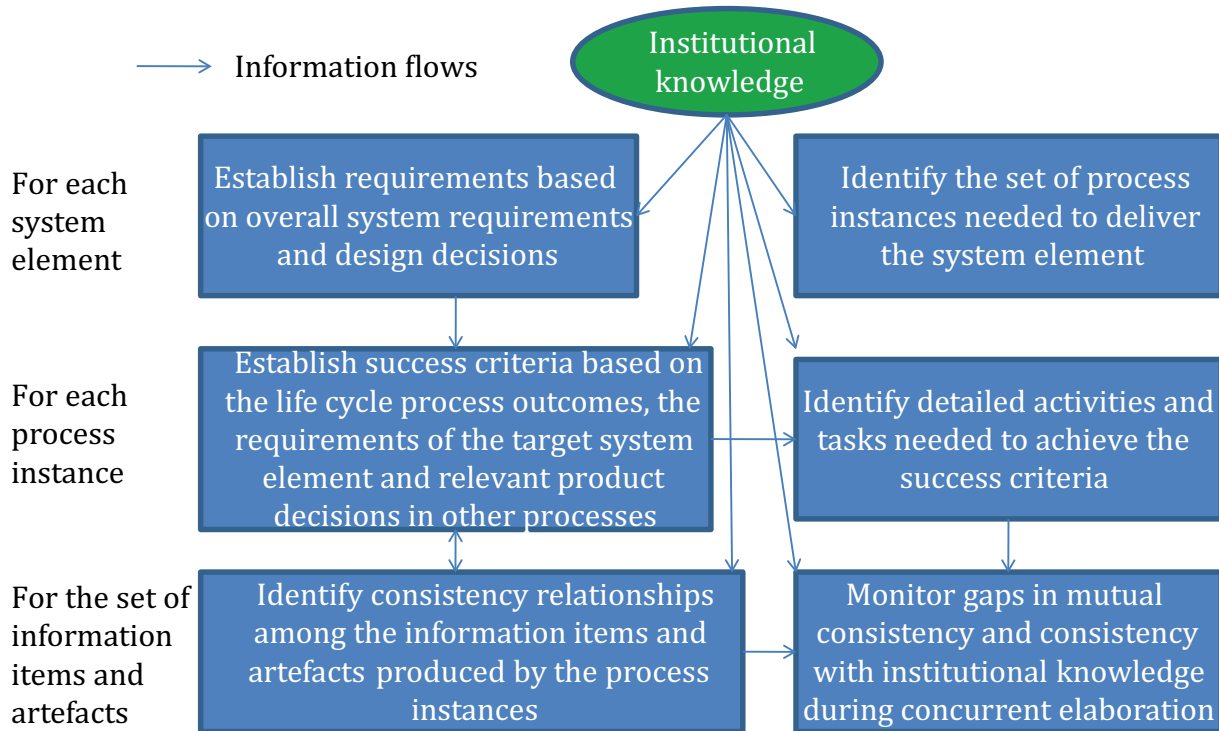 Information flows
Institutional
knowledge
For each
system
element
Establish requirements based
on overall system requirements
and design decisions
Identify the set of process
instances needed to deliver
the system element
For each
process
instance
Establish success criteria based on
the life cycle process outcomes, the
requirements of the target system
element and relevant product
decisions in other processes
Identify detailed activities and
tasks needed to achieve the
success criteria
For the set of
information
items and
artefacts
Identify consistency relationships
among the information items and
artefacts produced by the process
instances
Monitor gaps in mutual
consistency and consistency
with institutional knowledge
during concurrent elaboration